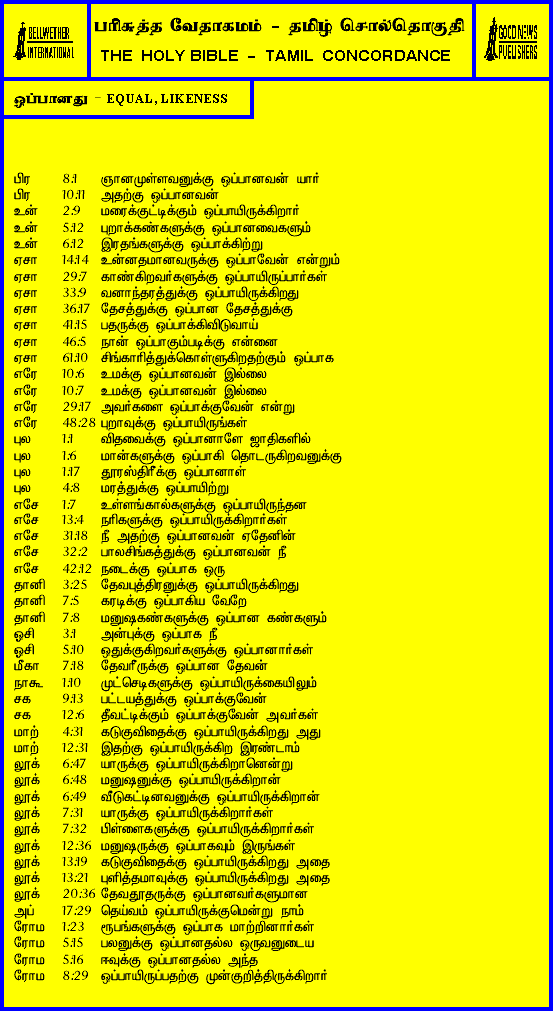 BELLWETHER
INTERNATIONAL
பரிசுத்த வேதாகமம் - தமிழ் சொல்தொகுதி
THE HOLY BIBLE - TAMIL CONCORDANCE
GOOD NEWS
PUBLISHERS
ஒப்பானது - EQUAL, LIKENESS
பிர 8:1 ஞானமுள்ளவனுக்கு ஒப்பானவன் யார்
பிர 10:11 அதற்கு ஒப்பானவன்
உன் 2:9 மரைக்குட்டிக்கும் ஒப்பாயிருக்கிறார்
உன் 5:12 புறாக்கண்களுக்கு ஒப்பானவைகளும்
உன் 6:12 இரதங்களுக்கு ஒப்பாக்கிற்று
ஏசா 14:14 உன்னதமானவருக்கு ஒப்பாவேன் என்றும்
ஏசா 29:7 காண்கிறவர்களுக்கு ஒப்பாயிருப்பார்கள்
ஏசா 33:9 வனாந்தரத்துக்கு ஒப்பாயிருக்கிறது
ஏசா 36:17 தேசத்துக்கு ஒப்பான தேசத்துக்கு
ஏசா 41:15 பதருக்கு ஒப்பாக்கிவிடுவாய்
ஏசா 46:5 நான் ஒப்பாகும்படிக்கு என்னை
ஏசா 61:10 சிங்காரித்துக்கொள்ளுகிறதற்கும் ஒப்பாக
எரே 10:6 உமக்கு ஒப்பானவன் இல்லை
எரே 10:7 உமக்கு ஒப்பானவன் இல்லை
எரே 29:17 அவர்களை ஒப்பாக்குவேன் என்று
எரே 48:28 புறாவுக்கு ஒப்பாயிருங்கள்
புல 1:1 விதவைக்கு ஒப்பானாளே ஜாதிகளில்
புல 1:6 மான்களுக்கு ஒப்பாகி தொடருகிறவனுக்கு
புல 1:17 தூரஸ்திரீக்கு ஒப்பானாள்
புல 4:8 மரத்துக்கு ஒப்பாயிற்று
எசே 1:7 உள்ளங்கால்களுக்கு ஒப்பாயிருந்தன
எசே 13:4 நரிகளுக்கு ஒப்பாயிருக்கிறார்கள்
எசே 31:18 நீ அதற்கு ஒப்பானவன் ஏதேனின்
எசே 32:2 பாலசிங்கத்துக்கு ஒப்பானவன் நீ
எசே 42:12 நடைக்கு ஒப்பாக ஒரு
தானி 3:25 தேவபுத்திரனுக்கு ஒப்பாயிருக்கிறது
தானி 7:5 கரடிக்கு ஒப்பாகிய வேறே
தானி 7:8 மனுஷகண்களுக்கு ஒப்பான கண்களும்
ஓசி 3:1 அன்புக்கு ஒப்பாக நீ
ஓசி 5:10 ஒதுக்குகிறவர்களுக்கு ஒப்பானார்கள்
மீகா 7:18 தேவரீருக்கு ஒப்பான தேவன்
நாகூ 1:10 முட்செடிகளுக்கு ஒப்பாயிருக்கையிலும்
சக 9:13 பட்டயத்துக்கு ஒப்பாக்குவேன்
சக 12:6 தீவட்டிக்கும் ஒப்பாக்குவேன் அவர்கள்
மாற் 4:31 கடுகுவிதைக்கு ஒப்பாயிருக்கிறது அது
மாற் 12:31 இதற்கு ஒப்பாயிருக்கிற இரண்டாம்
லூக் 6:47 யாருக்கு ஒப்பாயிருக்கிறானென்று
லூக் 6:48 மனுஷனுக்கு ஒப்பாயிருக்கிறான்
லூக் 6:49 வீடுகட்டினவனுக்கு ஒப்பாயிருக்கிறான்
லூக் 7:31 யாருக்கு ஒப்பாயிருக்கிறார்கள்
லூக் 7:32 பிள்ளைகளுக்கு ஒப்பாயிருக்கிறார்கள்
லூக் 12:36 மனுஷருக்கு ஒப்பாகவும் இருங்கள்
லூக் 13:19 கடுகுவிதைக்கு ஒப்பாயிருக்கிறது அதை
லூக் 13:21 புளித்தமாவுக்கு ஒப்பாயிருக்கிறது அதை
லூக் 20:36 தேவதூதருக்கு ஒப்பானவர்களுமான
அப் 17:29 தெய்வம் ஒப்பாயிருக்குமென்று நாம்
ரோம 1:23 ரூபங்களுக்கு ஒப்பாக மாற்றினார்கள்
ரோம 5:15 பலனுக்கு ஒப்பானதல்ல ஒருவனுடைய
ரோம 5:16 ஈவுக்கு ஒப்பானதல்ல அந்த
ரோம 8:29 ஒப்பாயிருப்பதற்கு முன்குறித்திருக்கிறார்